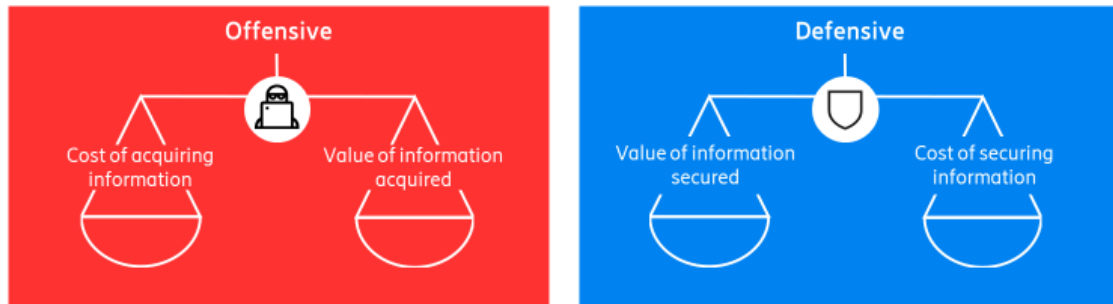 Offensive
Cost of acquiring
information
Value of information
acquired
Defensive
Value of information
secured
Cost of securing
information